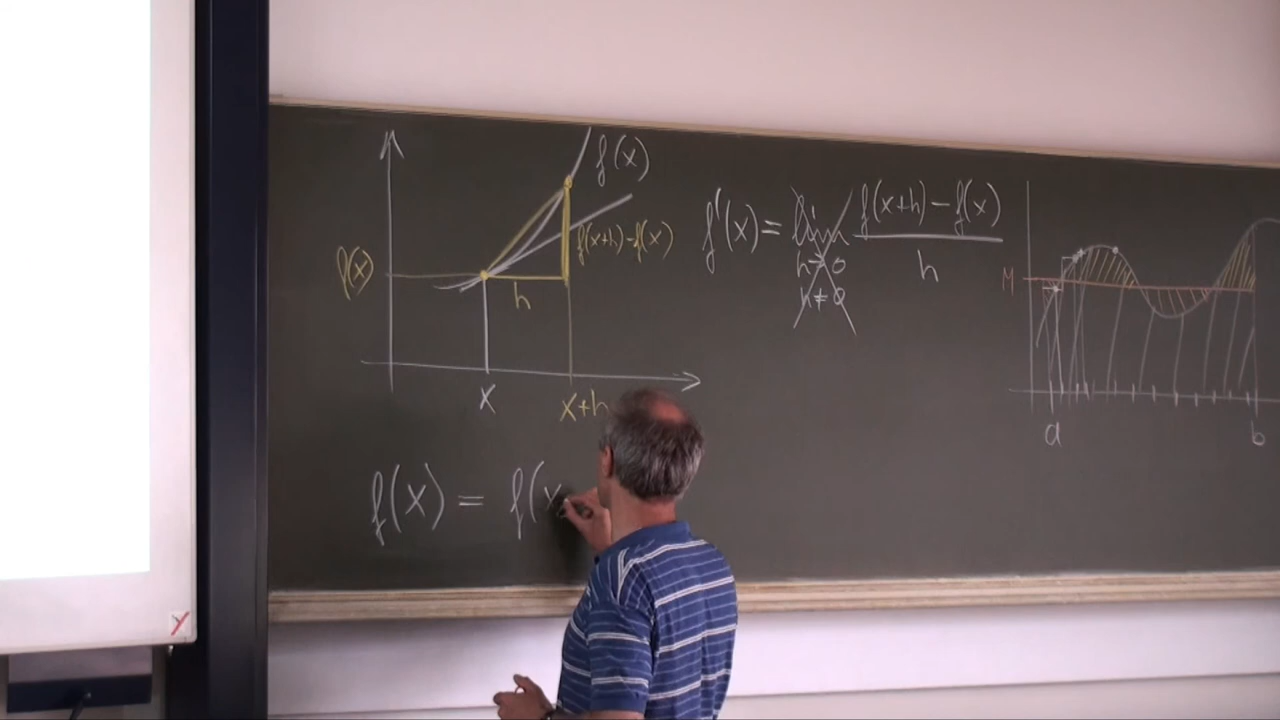 f(x)
f'(x) = lim f(x+h) - f(x)
h→0 h
h≠0
f(x) f(x+h)-f(x)
h
M
x x+h
a b
f(x) = f(x